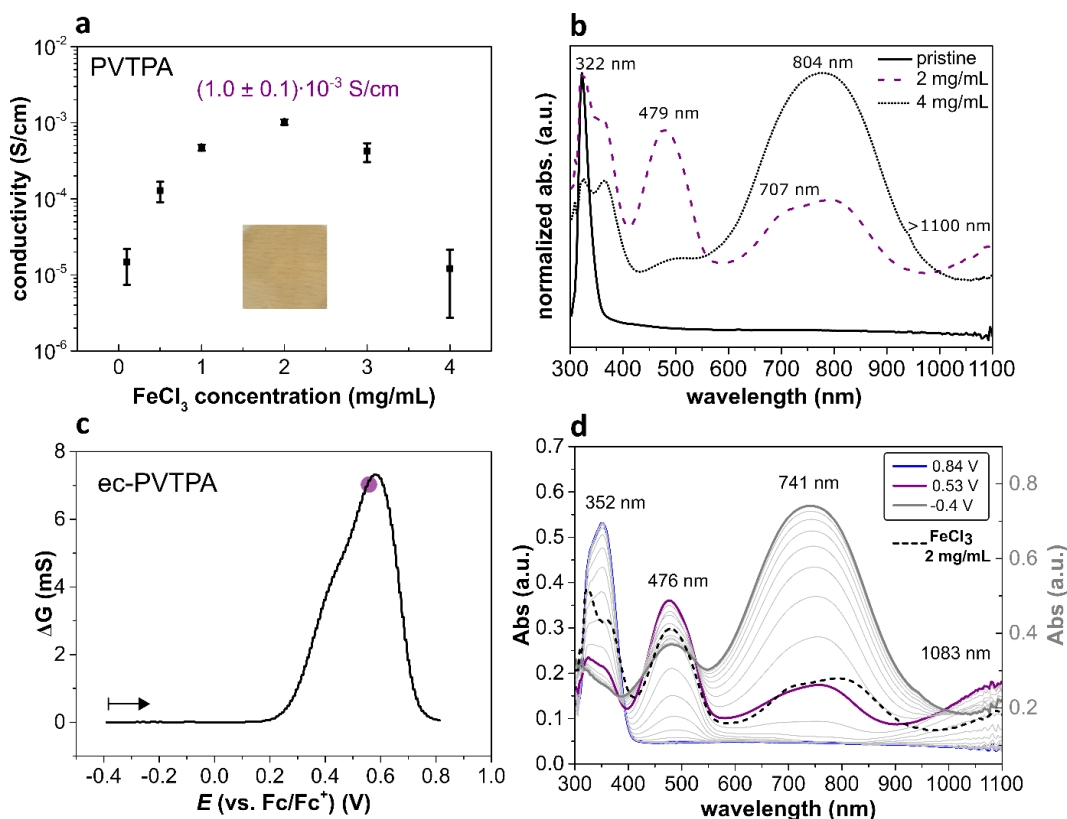 a
PVTPA
(1.0 ± 0.1)·10⁻³ S/cm
conductivity (S/cm)
10⁻²
10⁻³
10⁻⁴
10⁻⁵
10⁻⁶
0 1 2 3 4
FeCl₃ concentration (mg/mL)
b
322 nm
479 nm
804 nm
707 nm
>1100 nm
pristine
2 mg/mL
4 mg/mL
normalized abs. (a.u.)
300 400 500 600 700 800 900 1000 1100
wavelength (nm)
c
ec-PVTPA
ΔG (mS)
8
6
4
2
0
-0.4 -0.2 0.0 0.2 0.4 0.6 0.8 1.0
E (vs. Fc/Fc⁺) (V)
d
352 nm
476 nm
741 nm
1083 nm
0.84 V
0.53 V
-0.4 V
FeCl₃
2 mg/mL
Abs (a.u.)
0.7
0.6
0.5
0.4
0.3
0.2
0.1
0.0
0.8
0.6
0.4
0.2
Abs (a.u.)
300 400 500 600 700 800 900 1000 1100
wavelength (nm)